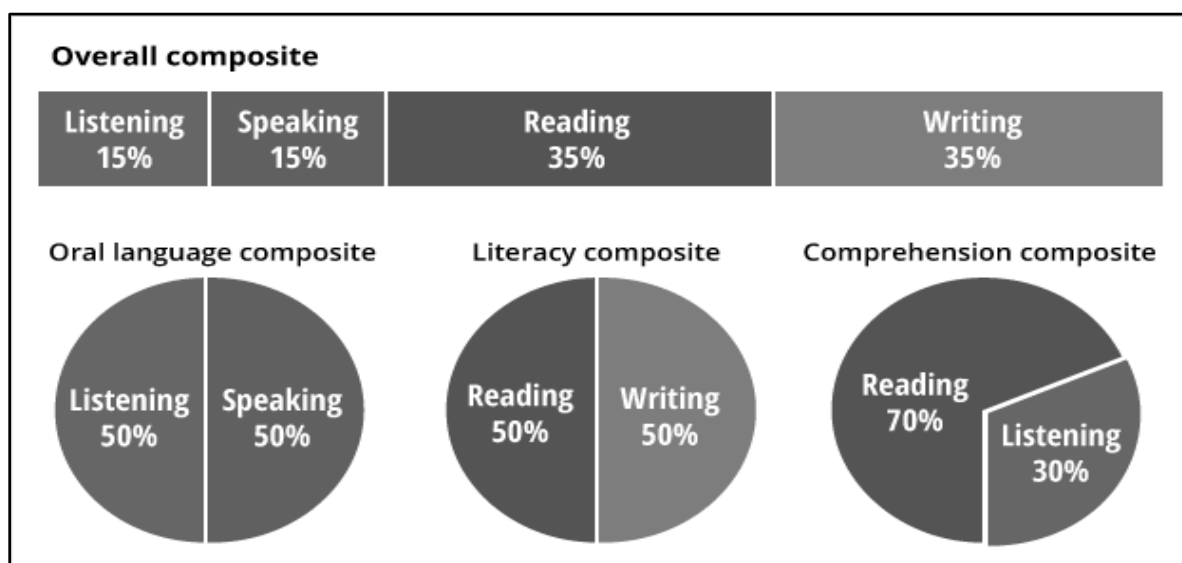 Overall composite
Listening Speaking Reading Writing
15% 15% 35% 35%
Oral language composite Literacy composite Comprehension composite
Listening 50%
Speaking 50%
Reading 50%
Writing 50%
Reading 70%
Listening 30%